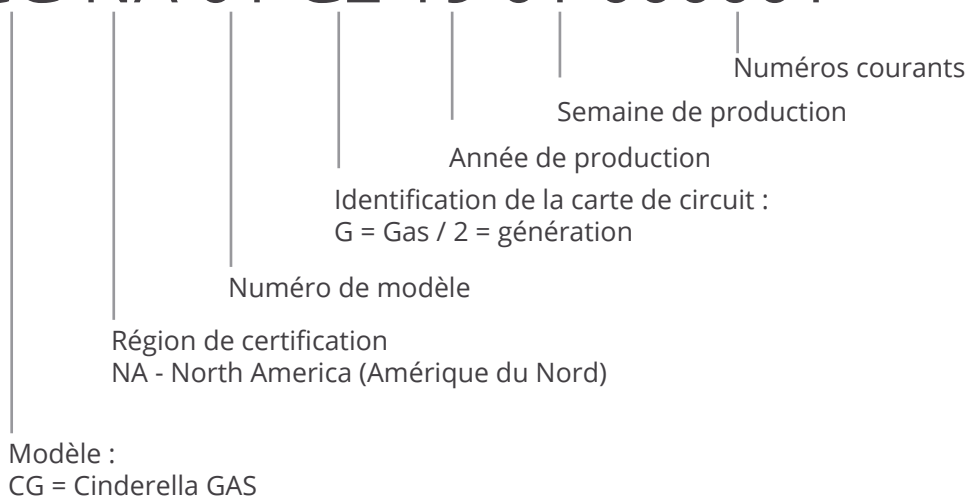 Numéros courants
Semaine de production
Année de production
Identification de la carte de circuit :
G = Gas / 2 = génération
Numéro de modèle
Région de certification
NA - North America (Amérique du Nord)
Modèle :
CG = Cinderella GAS